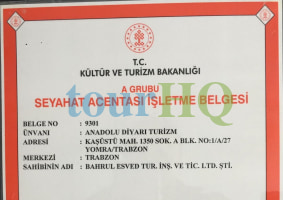 T.C.
KÜLTÜR VE TURİZM BAKANLIĞI
A GRUBU
SEYAHAT ACENTASI İŞLETME BELGESİ
tourHQ
BELGE NO : 9301
ÜNVANI : ANADOLU DİYARI TURİZM
ADRESİ : KAŞÜSTÜ MAH. 1350 SOK. A BLK. NO:1/A/27
YOMRA/TRABZON
MERKEZİ : TRABZON
SAHİBİNİN ADI : BAHRUL ESVED TUR. İNŞ. VE TİC. LTD. ŞTİ.